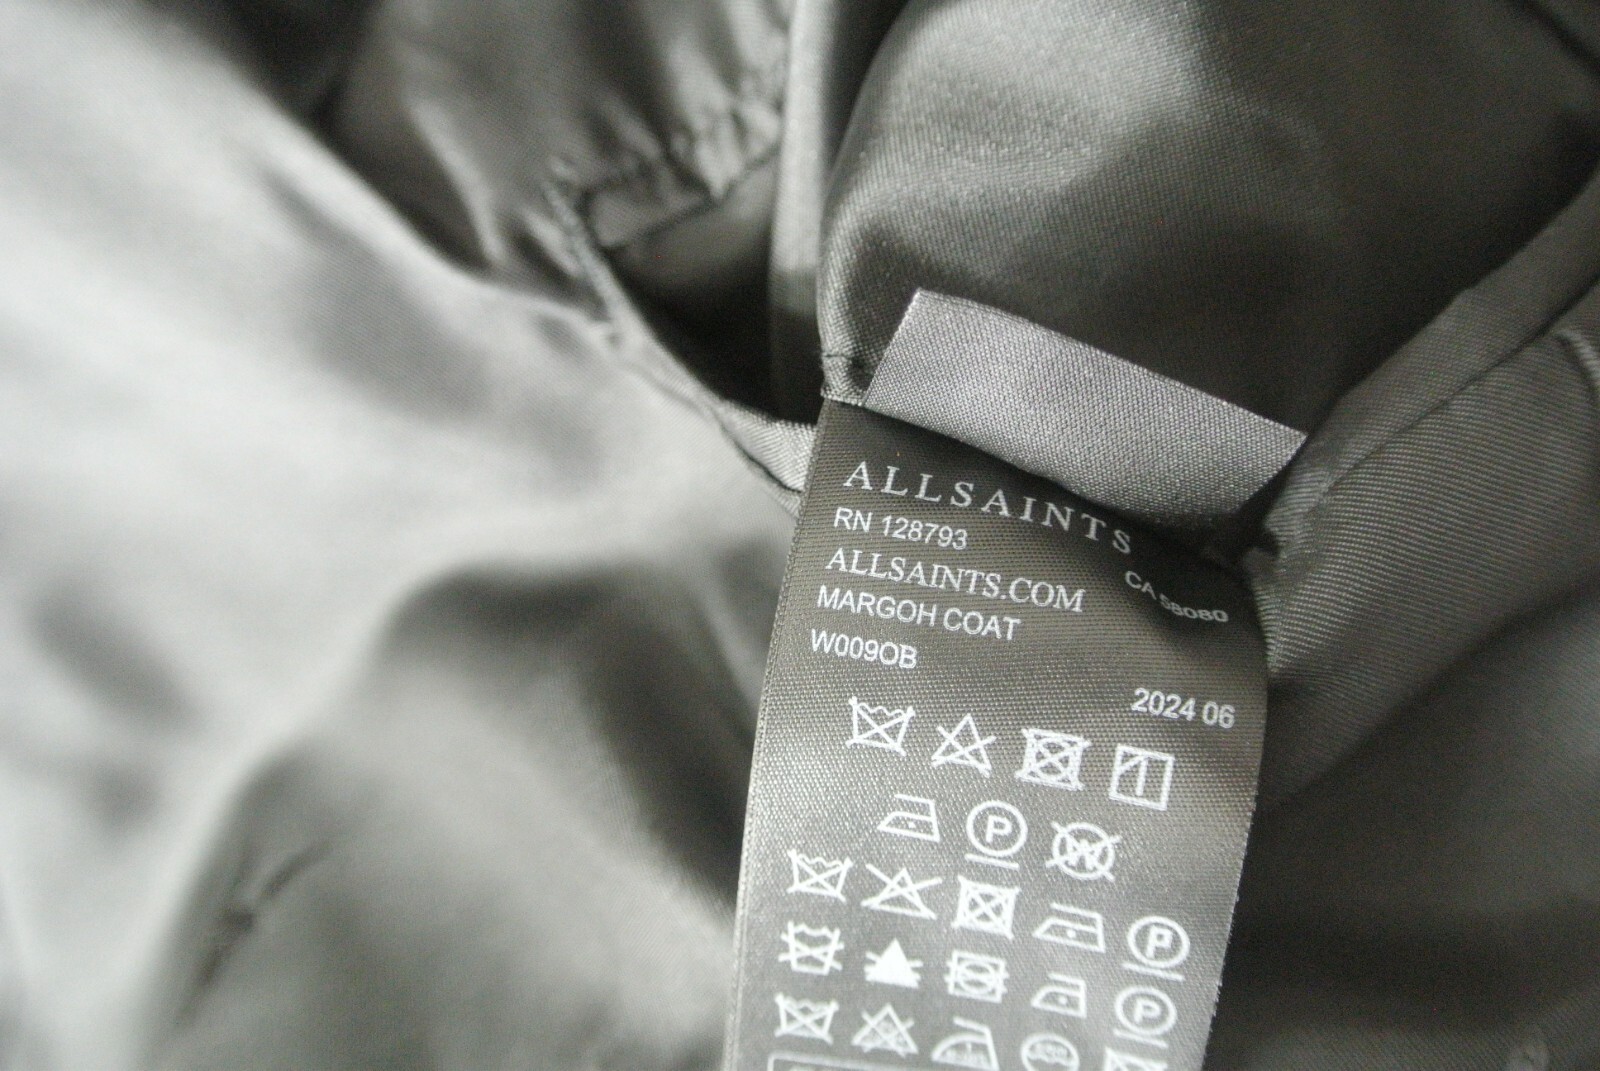 ALLSAINTS
RN 128793
CA 58080
ALLSAINTS.COM
MARGOH COAT
W009OB
2024 06
P W
P
P